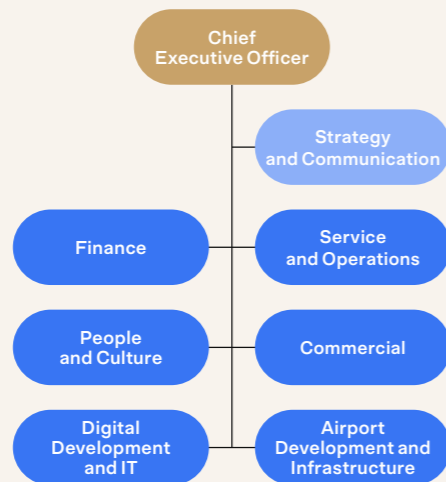 Chief
Executive Officer
Strategy
and Communication
Finance
Service
and Operations
People
and Culture
Commercial
Digital
Development
and IT
Airport
Development and
Infrastructure